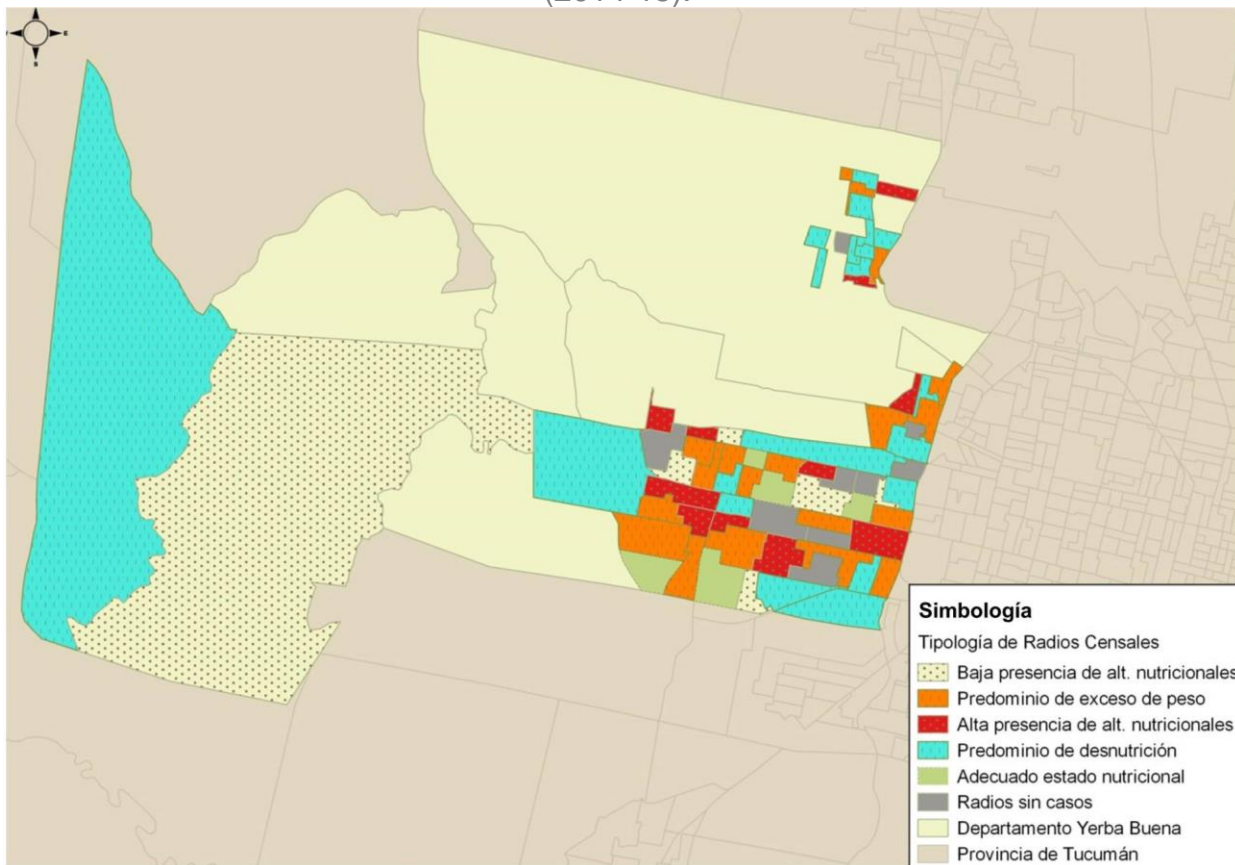 Simbología
Tipología de Radios Censales
Baja presencia de alt. nutricionales
Predominio de exceso de peso
Alta presencia de alt. nutricionales
Predominio de desnutrición
Adecuado estado nutricional
Radios sin casos
Departamento Yerba Buena
Provincia de Tucumán